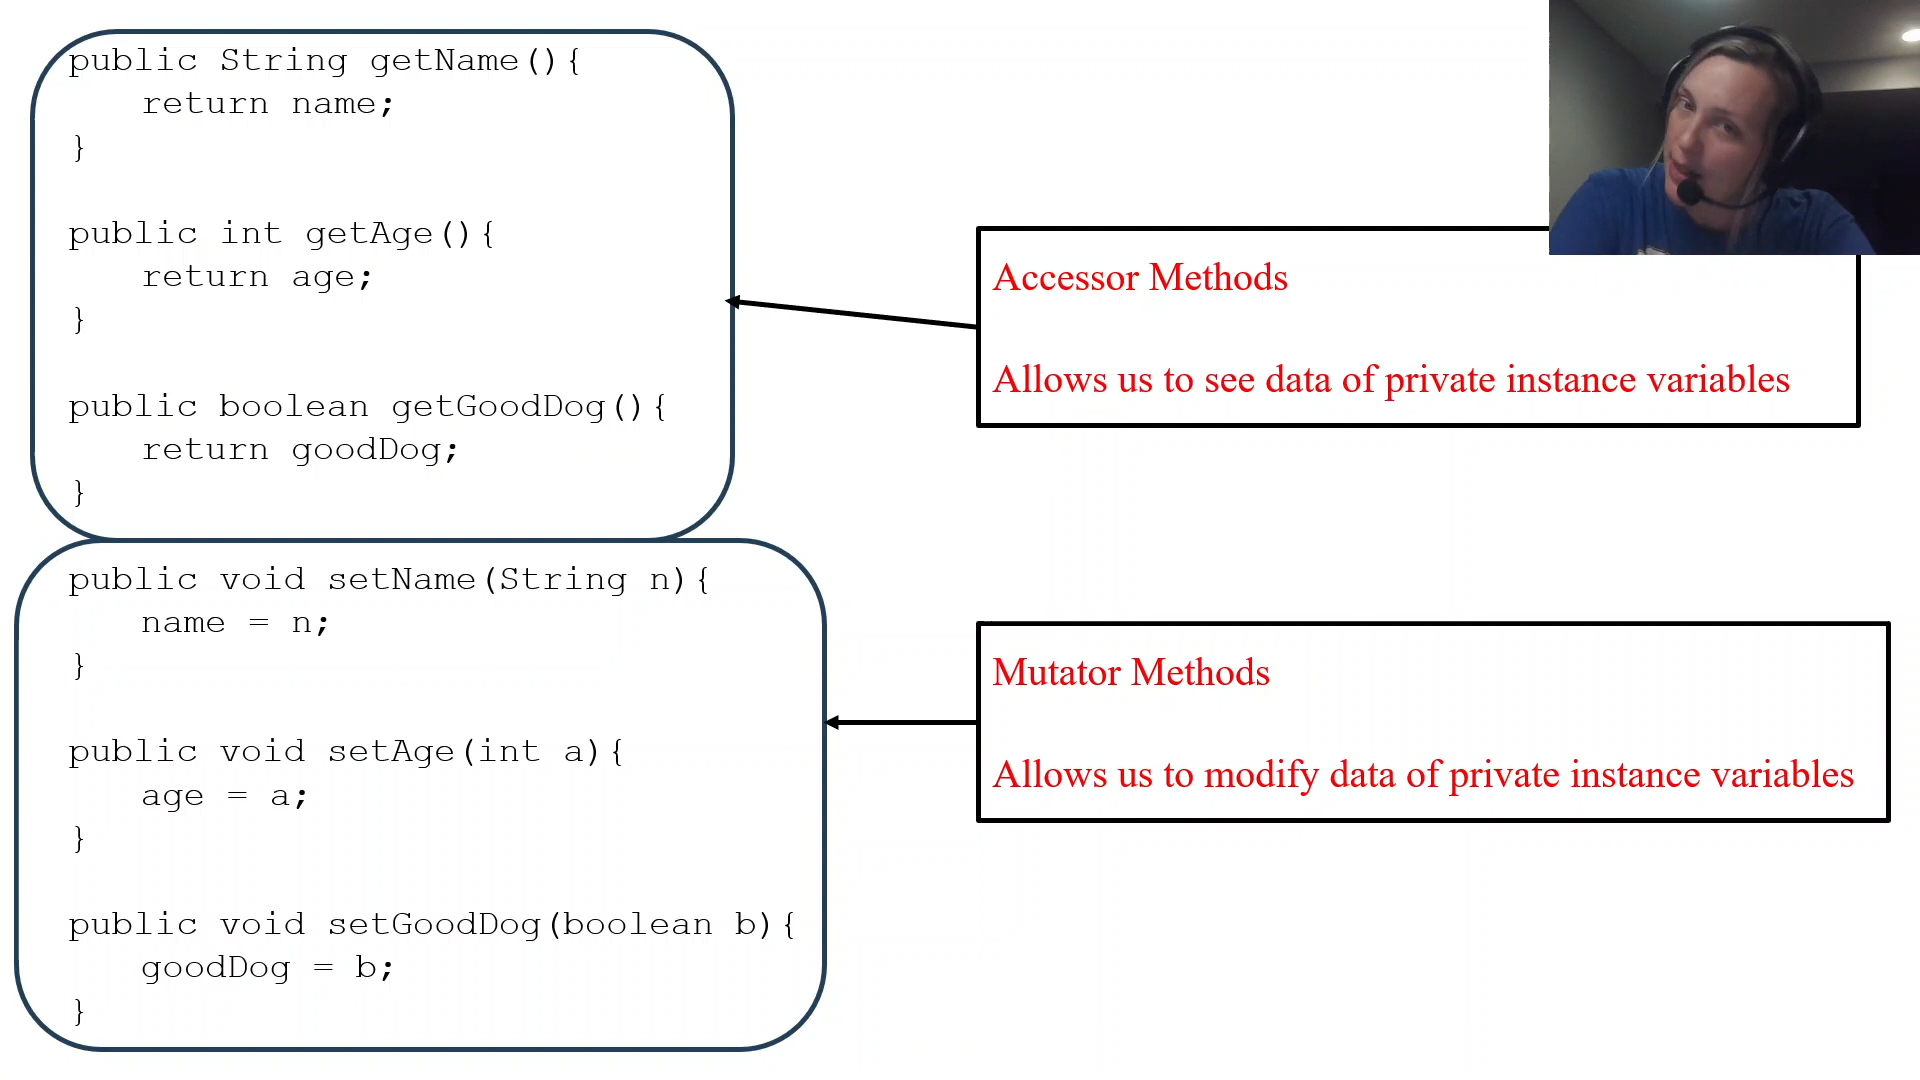 public String getName(){
return name;
}
public int getAge(){
return age;
}
public boolean getGoodDog(){
return goodDog;
}
public void setName(String n){
name = n;
}
public void setAge(int a){
age = a;
}
public void setGoodDog(boolean b){
goodDog = b;
}
Accessor Methods
Allows us to see data of private instance variables
Mutator Methods
Allows us to modify data of private instance variables